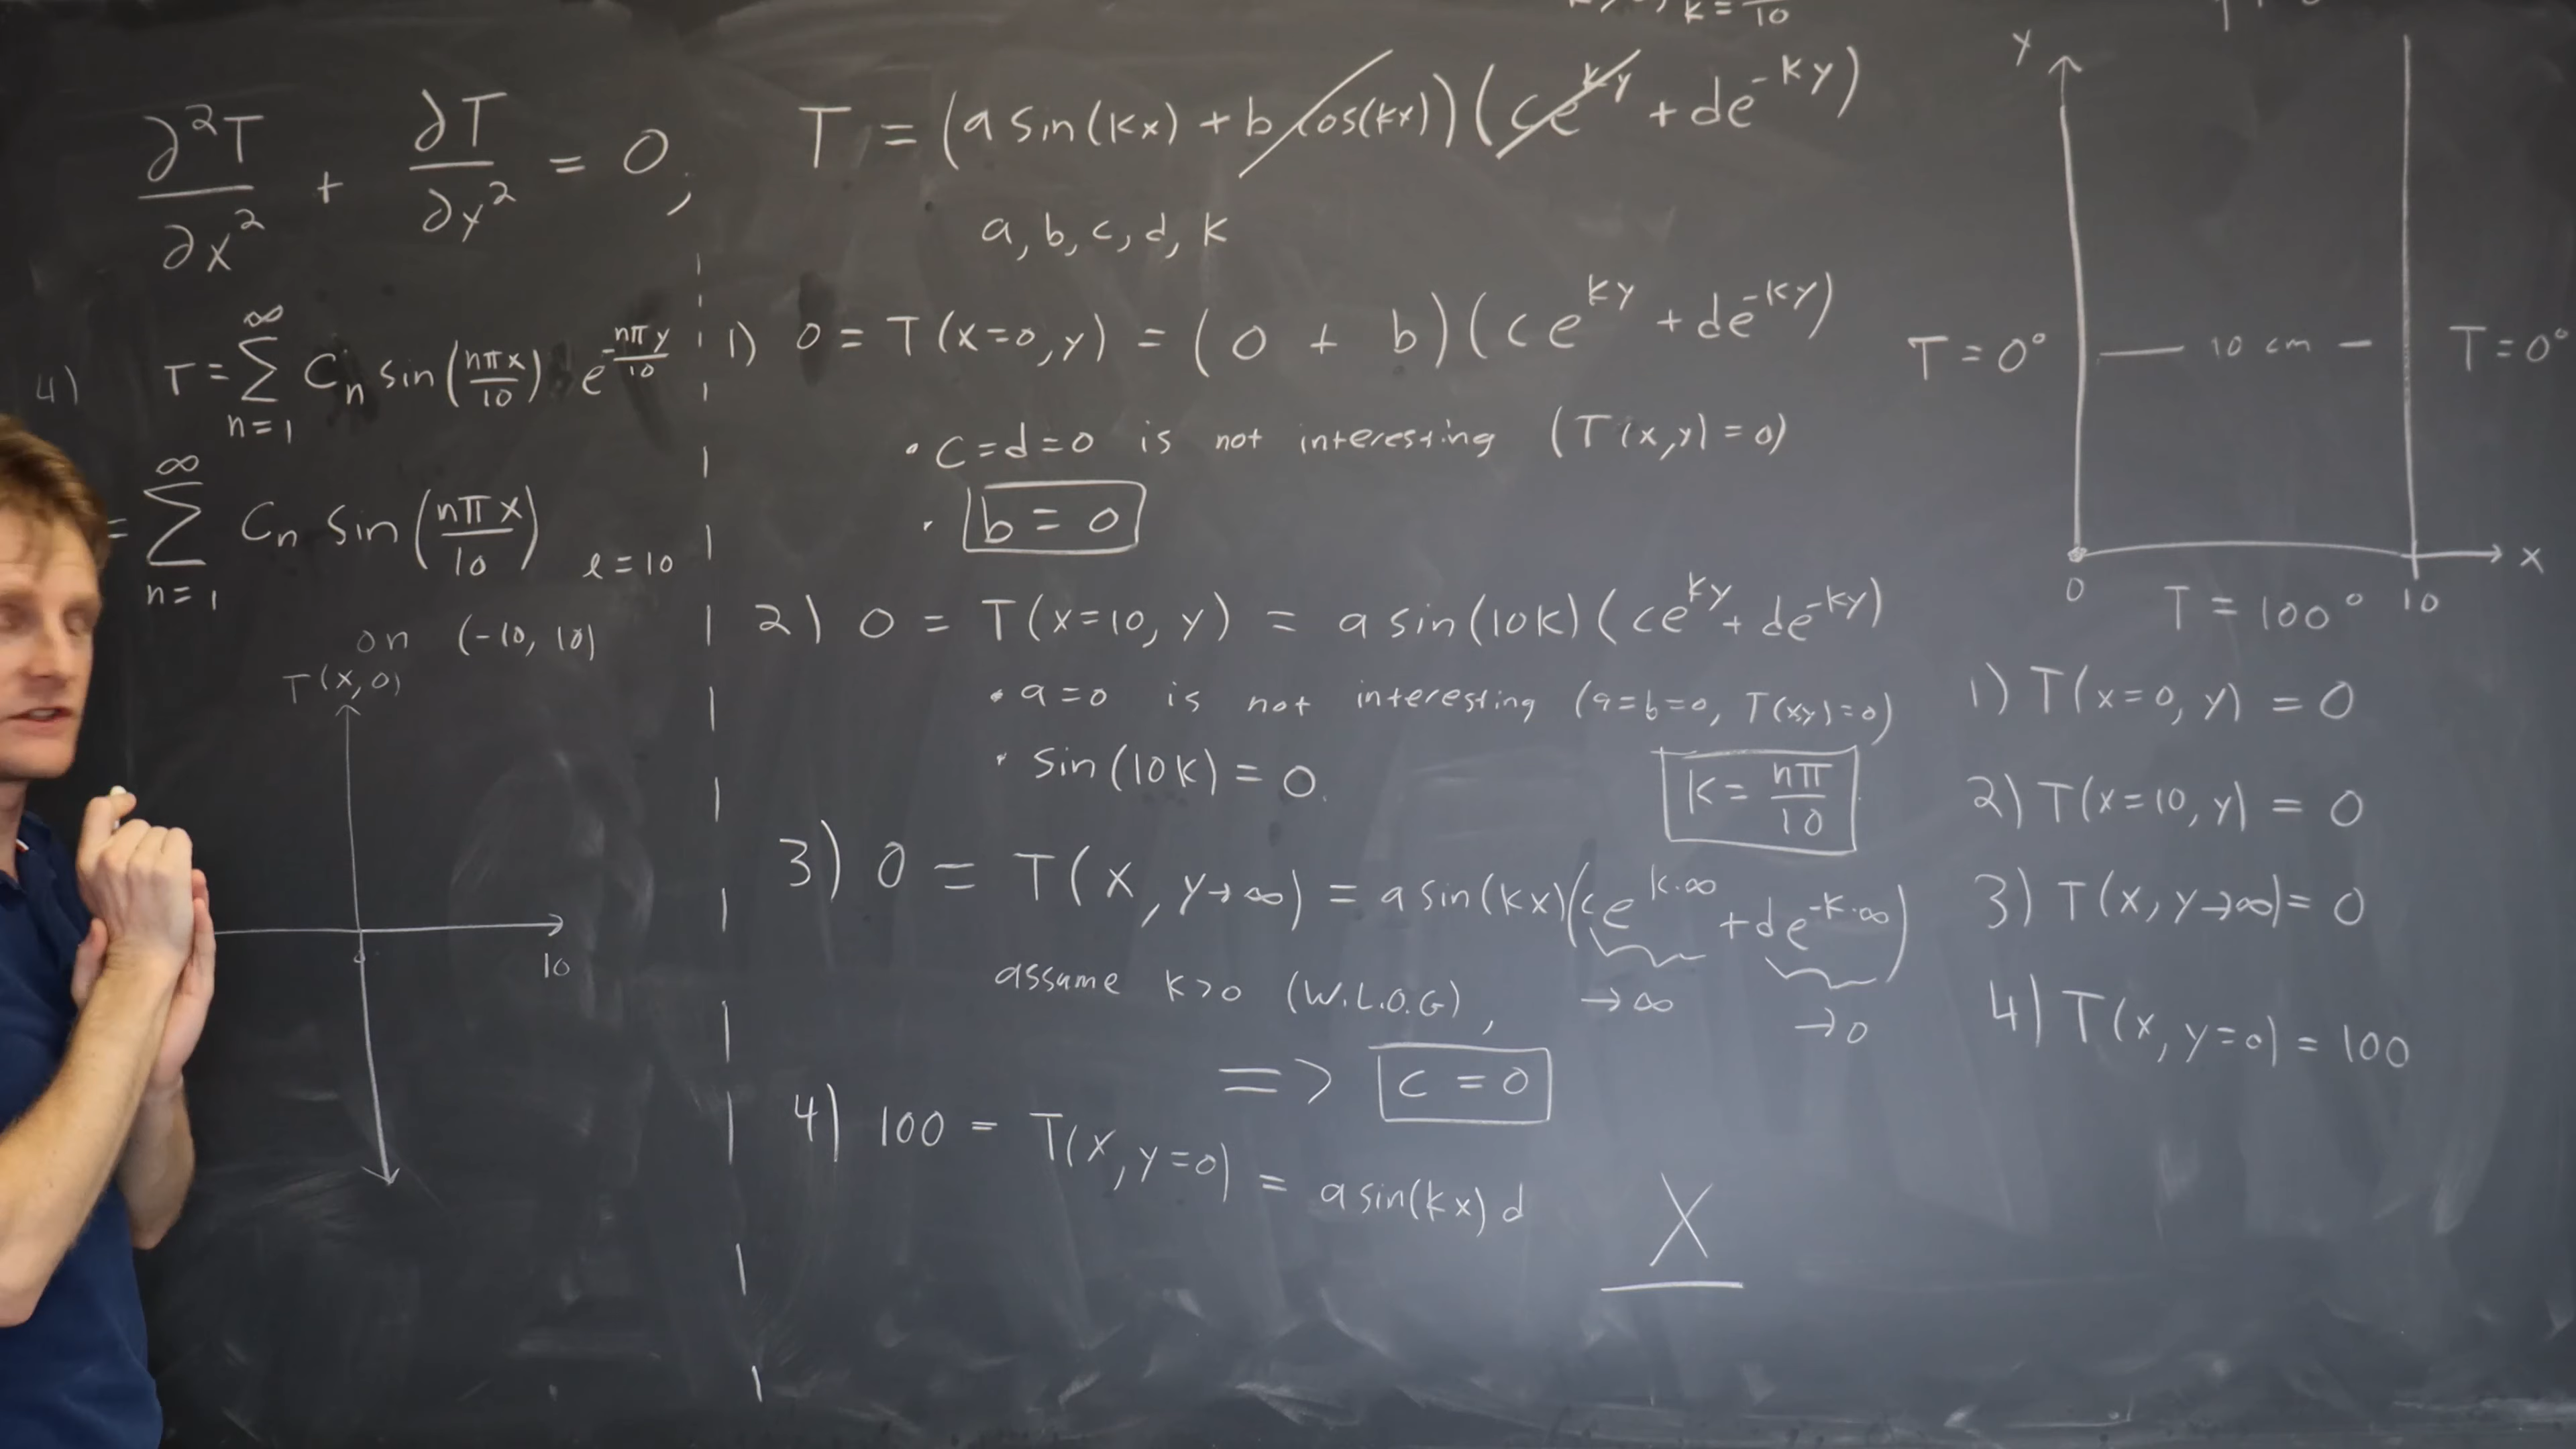 k = 10
∂²T/∂x² + ∂T/∂y² = 0,
T = (a sin(kx) + b cos(kx))(ce^{ky} + de^{-ky})
a, b, c, d, k
4) T = ∑_{n=1}^{∞} C_n sin(nπx/10) e^{-nπy/10}
= ∑_{n=1}^{∞} C_n sin(nπx/10)  ℓ = 10
on (-10, 10)
T(x,0)
10
1) 0 = T(x=0,y) = (0 + b)(ce^{ky} + de^{-ky})
• c=d=0 is not interesting (T(x,y)=0)
• b = 0
2) 0 = T(x=10, y) = a sin(10k)(ce^{ky} + de^{-ky})
• a=0 is not interesting (a=b=0, T(xy)=0)
• sin(10k) = 0.
k = nπ/10
3) 0 = T(x, y→∞) = a sin(kx)(ce^{k·∞} + de^{-k·∞})
assume k>0 (W.L.O.G),
→∞
→0
=> c = 0
4) 100 = T(x, y=0) = a sin(kx) d
X
y
T = 0°
10 cm
T = 0°
x
0
T = 100°
10
1) T(x=0, y) = 0
2) T(x=10, y) = 0
3) T(x, y→∞) = 0
4) T(x, y=0) = 100